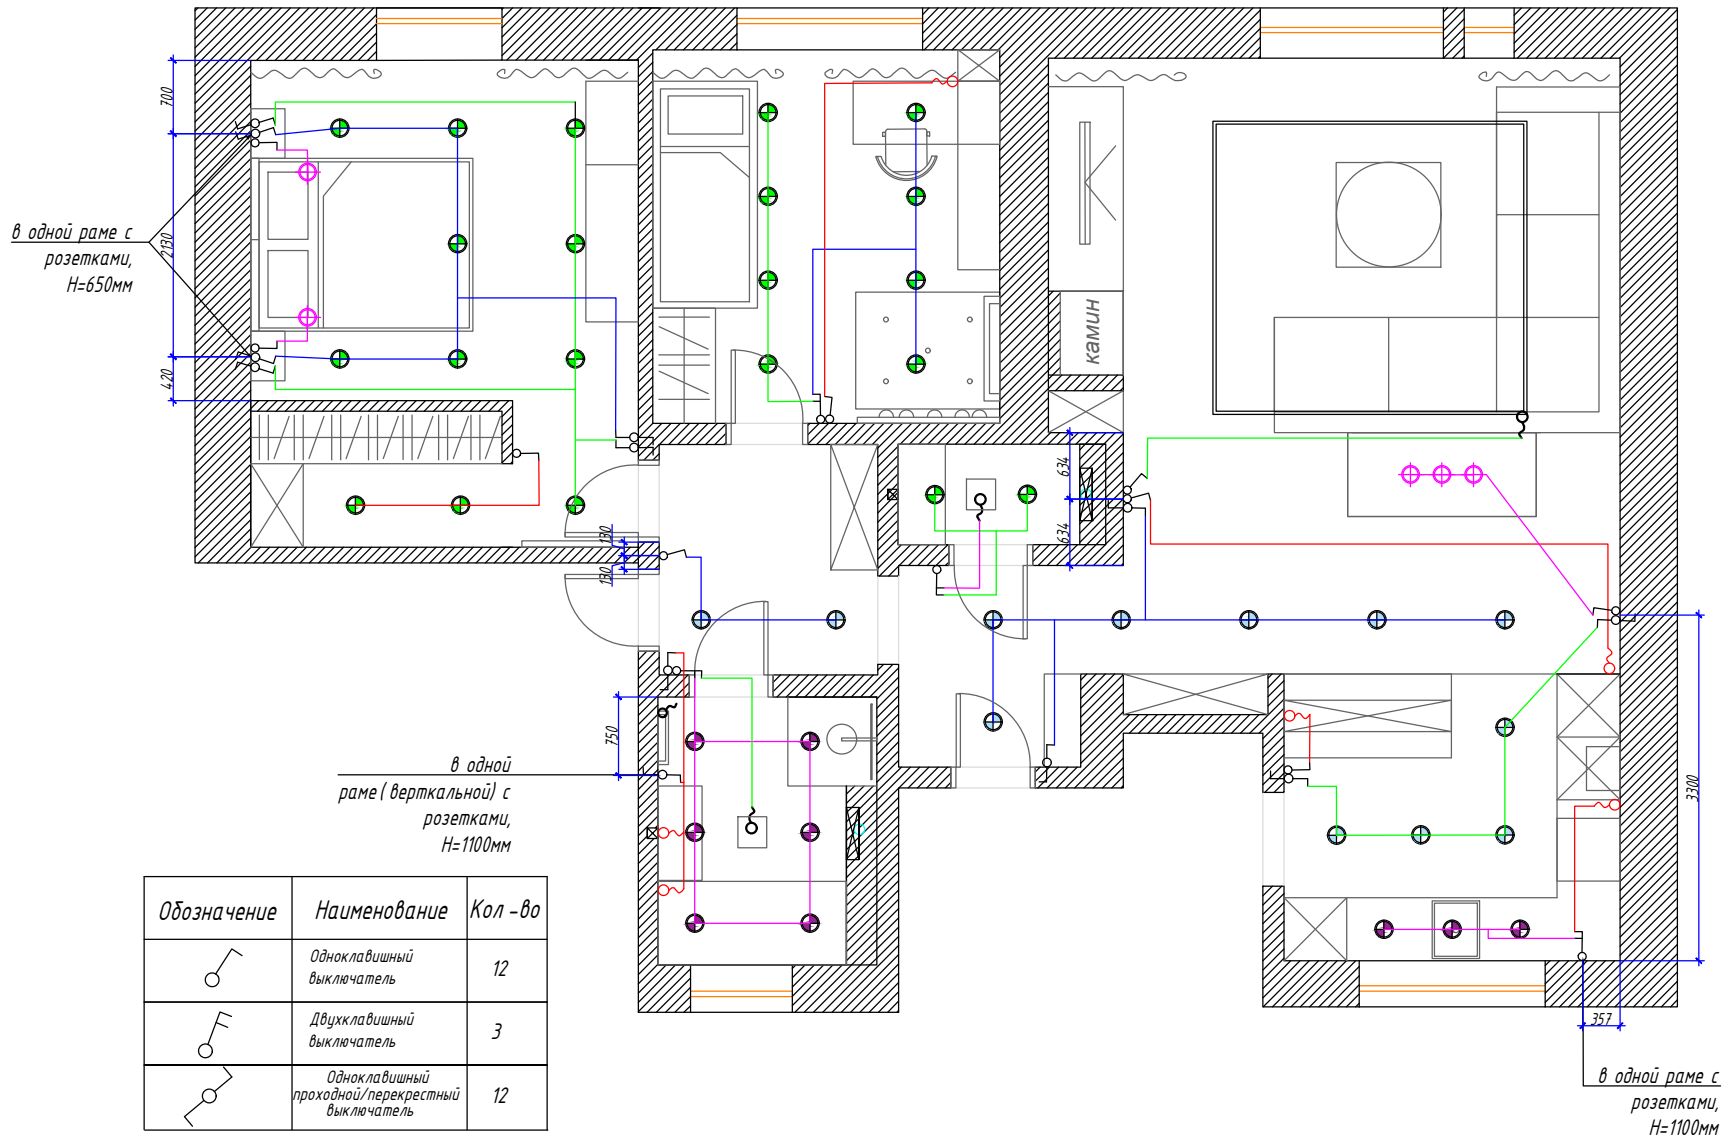 700
2130
420
в одной раме с
розетками,
H=650мм
камин
634
634
130
130
750
в одной
раме (верткальной) с
розетками,
H=1100мм
3300
357
в одной раме с
розетками,
H=1100мм
Обозначение Наименование Кол-во
Одноклавишный
выключатель
12
Двухклавишный
выключатель
3
Одноклавишный
проходной/перекрестный
выключатель
12